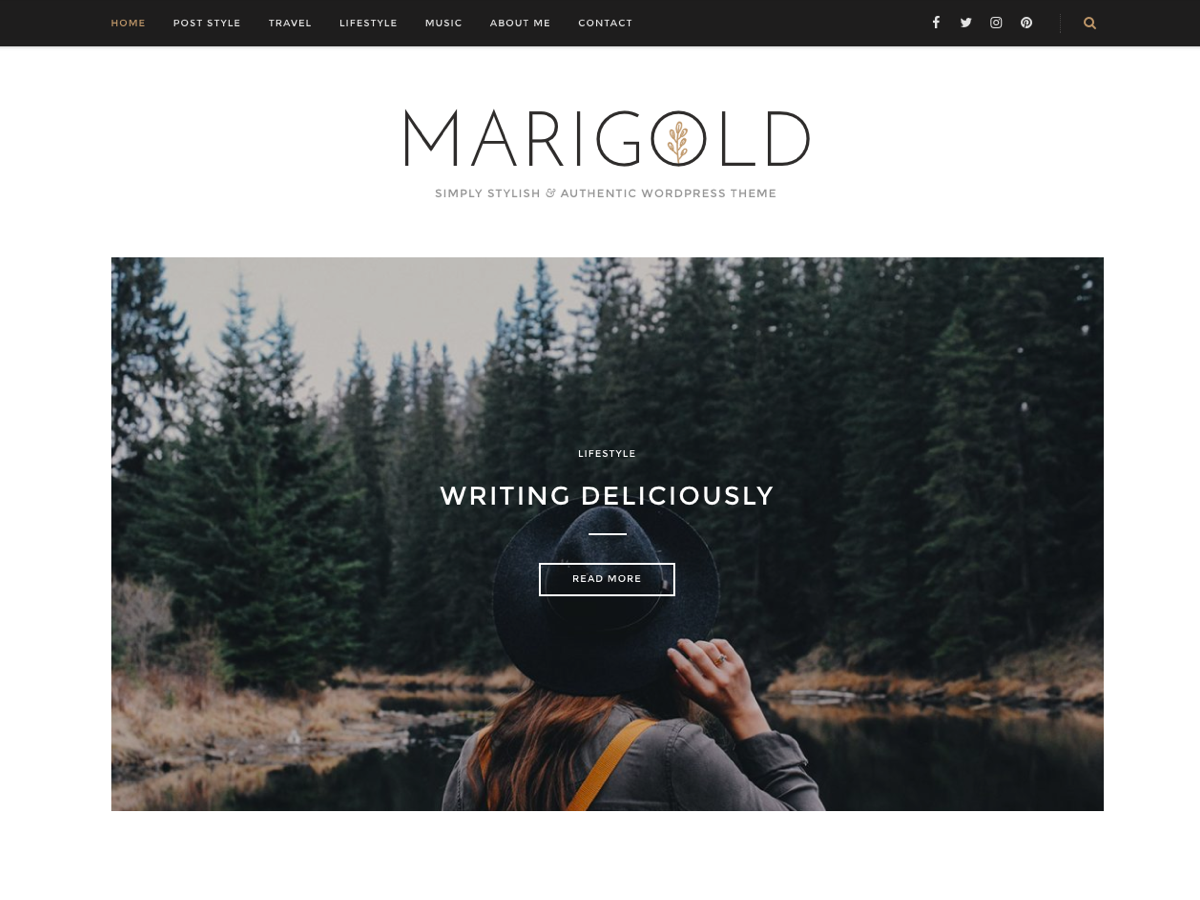 HOME POST STYLE TRAVEL LIFESTYLE MUSIC ABOUT ME CONTACT
MARIGOLD
SIMPLY STYLISH & AUTHENTIC WORDPRESS THEME
LIFESTYLE
WRITING DELICIOUSLY
READ MORE